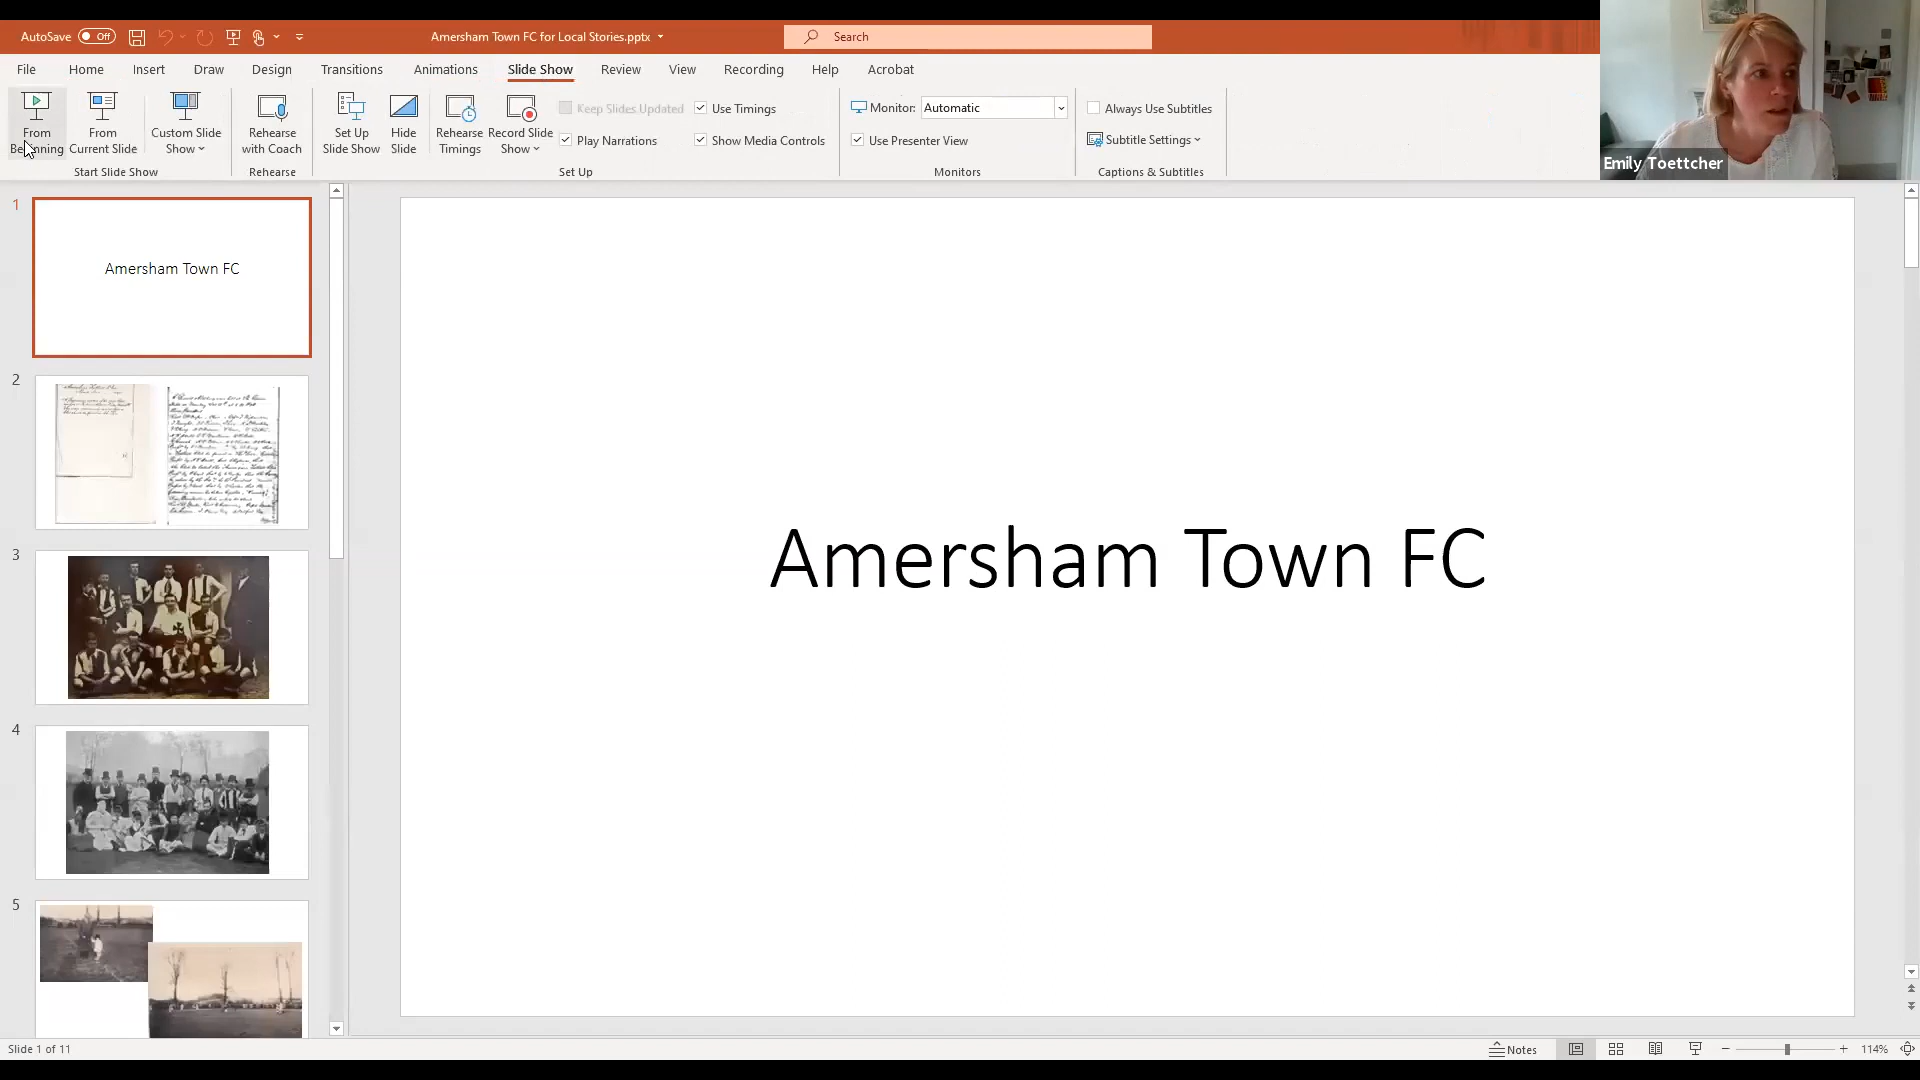 AutoSave Off
Amersham Town FC for Local Stories.pptx
Search
File Home Insert Draw Design Transitions Animations Slide Show Review View Recording Help Acrobat
From Beginning
From Current Slide
Custom Slide Show
Start Slide Show
Rehearse with Coach
Rehearse
Set Up Slide Show
Hide Slide
Rehearse Timings
Record Slide Show
Keep Slides Updated
Play Narrations
Use Timings
Show Media Controls
Set Up
Monitor: Automatic
Use Presenter View
Monitors
Always Use Subtitles
Subtitle Settings
Captions & Subtitles
Emily Toettcher
1
Amersham Town FC
2
3
4
5
Amersham Town FC
Slide 1 of 11
Notes
114%